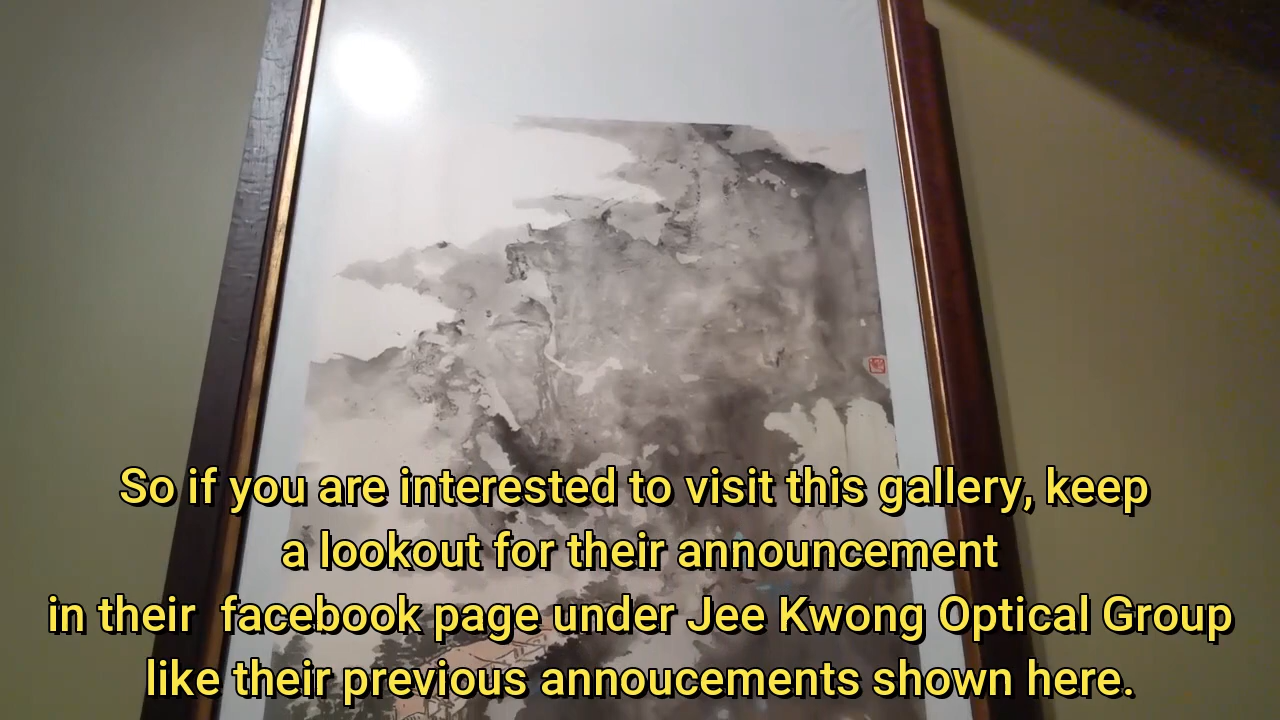 So if you are interested to visit this gallery, keep
a lookout for their announcement
in their  facebook page under Jee Kwong Optical Group
like their previous annoucements shown here.